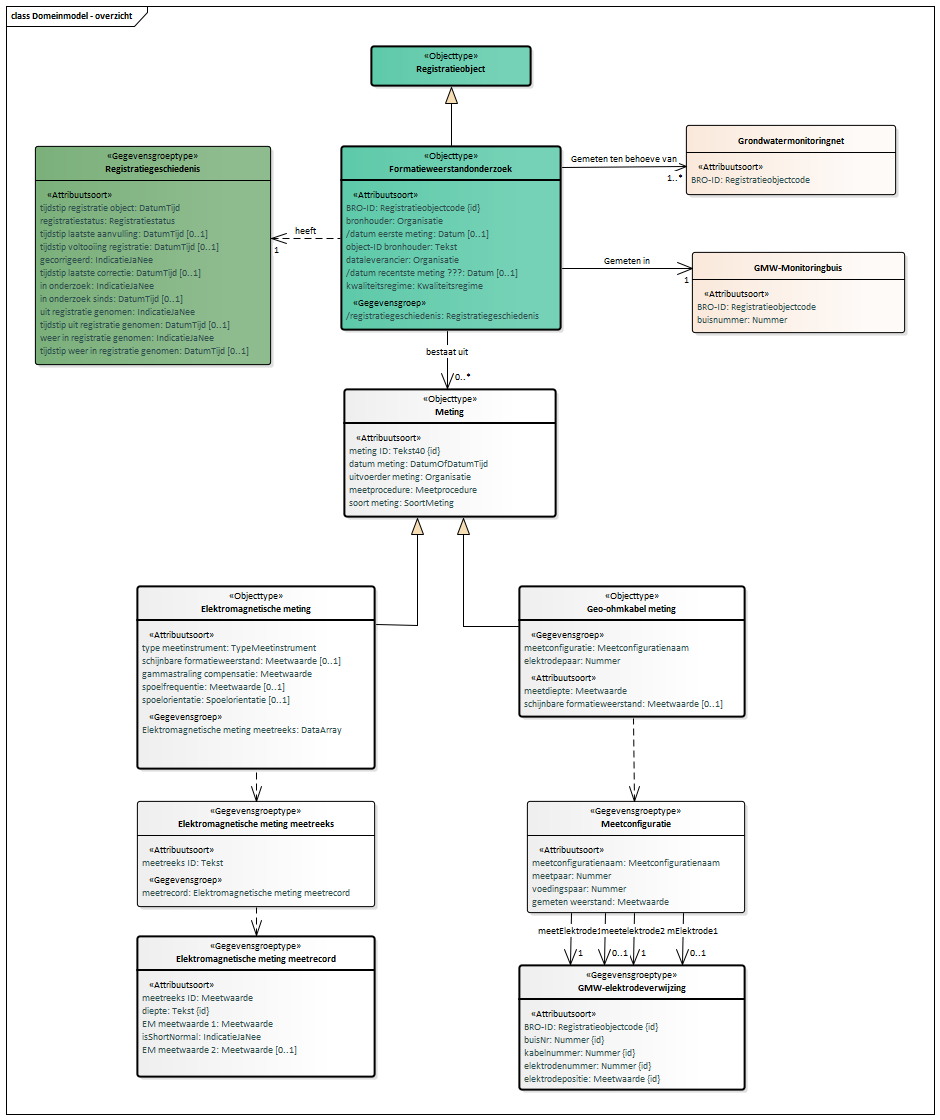 class Domeinmodel - overzicht
«Objecttype»
Registratieobject
«Gegevensgroeptype»
Registratiegeschiedenis
«Attribuutsoort»
tijdstip registratie object: DatumTijd
registratiestatus: Registratiestatus
tijdstip laatste aanvulling: DatumTijd [0..1]
tijdstip voltooiing registratie: DatumTijd [0..1]
gecorrigeerd: IndicatieJaNee
tijdstip laatste correctie: DatumTijd [0..1]
in onderzoek: IndicatieJaNee
in onderzoek sinds: DatumTijd [0..1]
uit registratie genomen: IndicatieJaNee
tijdstip uit registratie genomen: DatumTijd [0..1]
weer in registratie genomen: IndicatieJaNee
tijdstip weer in registratie genomen: DatumTijd [0..1]
heeft
1
«Objecttype»
Formatieweerstandonderzoek
«Attribuutsoort»
BRO-ID: Registratieobjectcode {id}
bronhouder: Organisatie
/datum eerste meting: Datum [0..1]
object-ID bronhouder: Tekst
dataleverancier: Organisatie
/datum recentste meting ???: Datum [0..1]
kwaliteitsregime: Kwaliteitsregime
«Gegevensgroep»
/registratiegeschiedenis: Registratiegeschiedenis
Gemeten ten behoeve van
1..*
Grondwatermonitoringnet
«Attribuutsoort»
BRO-ID: Registratieobjectcode
Gemeten in
1
GMW-Monitoringbuis
«Attribuutsoort»
BRO-ID: Registratieobjectcode
buisnummer: Nummer
bestaat uit
0..*
«Objecttype»
Meting
«Attribuutsoort»
meting ID: Tekst40 {id}
datum meting: DatumOfDatumTijd
uitvoerder meting: Organisatie
meetprocedure: Meetprocedure
soort meting: SoortMeting
«Objecttype»
Elektromagnetische meting
«Attribuutsoort»
type meetinstrument: TypeMeetinstrument
schijnbare formatieweerstand: Meetwaarde [0..1]
gammastraling compensatie: Meetwaarde
spoelfrequentie: Meetwaarde [0..1]
spoelorientatie: Spoelorientatie [0..1]
«Gegevensgroep»
Elektromagnetische meting meetreeks: DataArray
«Objecttype»
Geo-ohmkabel meting
«Gegevensgroep»
meetconfiguratie: Meetconfiguratienaam
elektrodepaar: Nummer
«Attribuutsoort»
meetdiepte: Meetwaarde
schijnbare formatieweerstand: Meetwaarde [0..1]
«Gegevensgroeptype»
Elektromagnetische meting meetreeks
«Attribuutsoort»
meetreeks ID: Tekst
«Gegevensgroep»
meetrecord: Elektromagnetische meting meetrecord
«Gegevensgroeptype»
Meetconfiguratie
«Attribuutsoort»
meetconfiguratienaam: Meetconfiguratienaam
meetpaar: Nummer
voedingspaar: Nummer
gemeten weerstand: Meetwaarde
meetElektrode1 meetelektrode2 mElektrode1
1 0..1 1 0..1
«Gegevensgroeptype»
Elektromagnetische meting meetrecord
«Attribuutsoort»
meetreeks ID: Meetwaarde
diepte: Tekst {id}
EM meetwaarde 1: Meetwaarde
isShortNormal: IndicatieJaNee
EM meetwaarde 2: Meetwaarde [0..1]
«Gegevensgroeptype»
GMW-elektrodeverwijzing
«Attribuutsoort»
BRO-ID: Registratieobjectcode {id}
buisNr: Nummer {id}
kabelnummer: Nummer {id}
elektrodenummer: Nummer {id}
elektrodepositie: Meetwaarde {id}